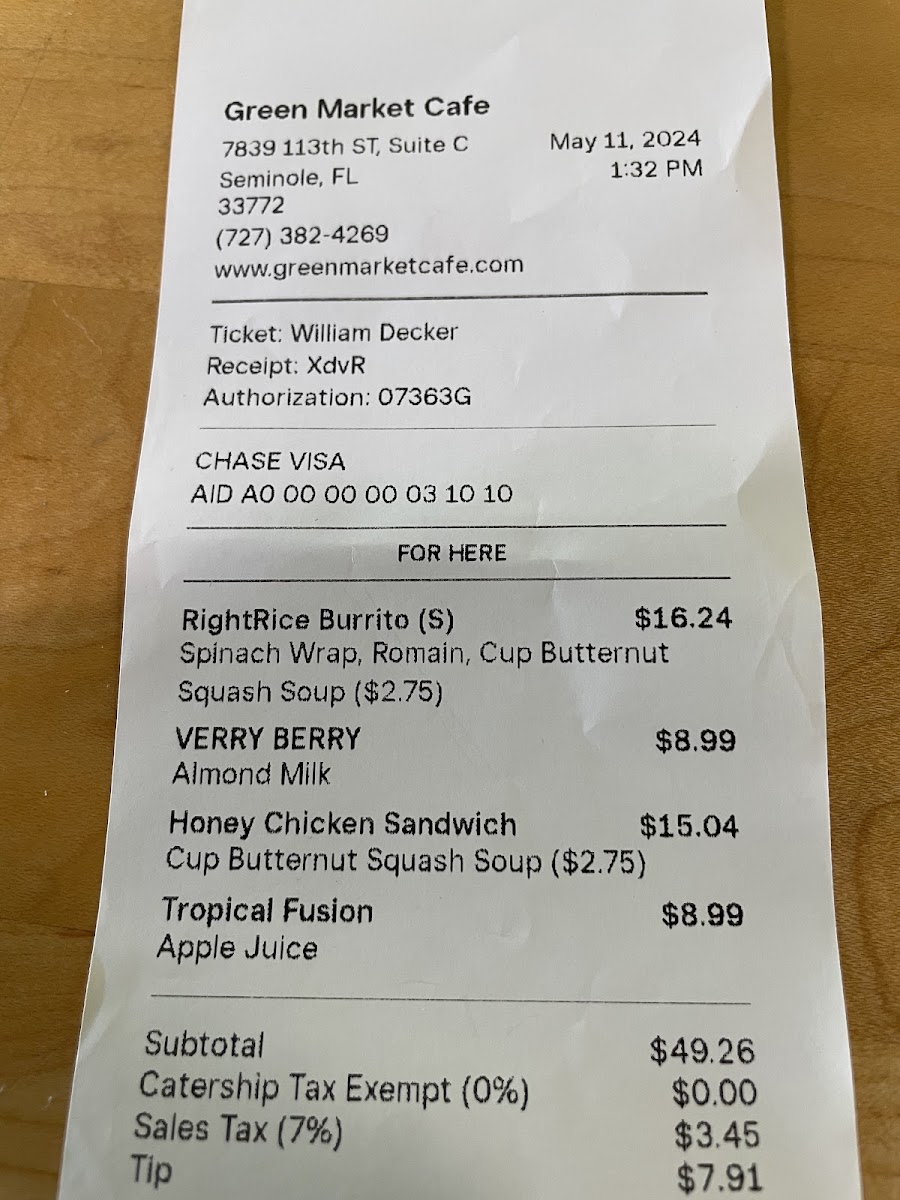 Green Market Cafe
7839 113th ST, Suite C
May 11, 2024
Seminole, FL
1:32 PM
33772
(727) 382-4269
www.greenmarketcafe.com
Ticket: William Decker
Receipt: XdvR
Authorization: 07363G
CHASE VISA
AID A0 00 00 00 03 10 10
FOR HERE
RightRice Burrito (S) $16.24
Spinach Wrap, Romain, Cup Butternut
Squash Soup ($2.75)
VERRY BERRY $8.99
Almond Milk
Honey Chicken Sandwich $15.04
Cup Butternut Squash Soup ($2.75)
Tropical Fusion $8.99
Apple Juice
Subtotal $49.26
Catership Tax Exempt (0%) $0.00
Sales Tax (7%) $3.45
Tip $7.91